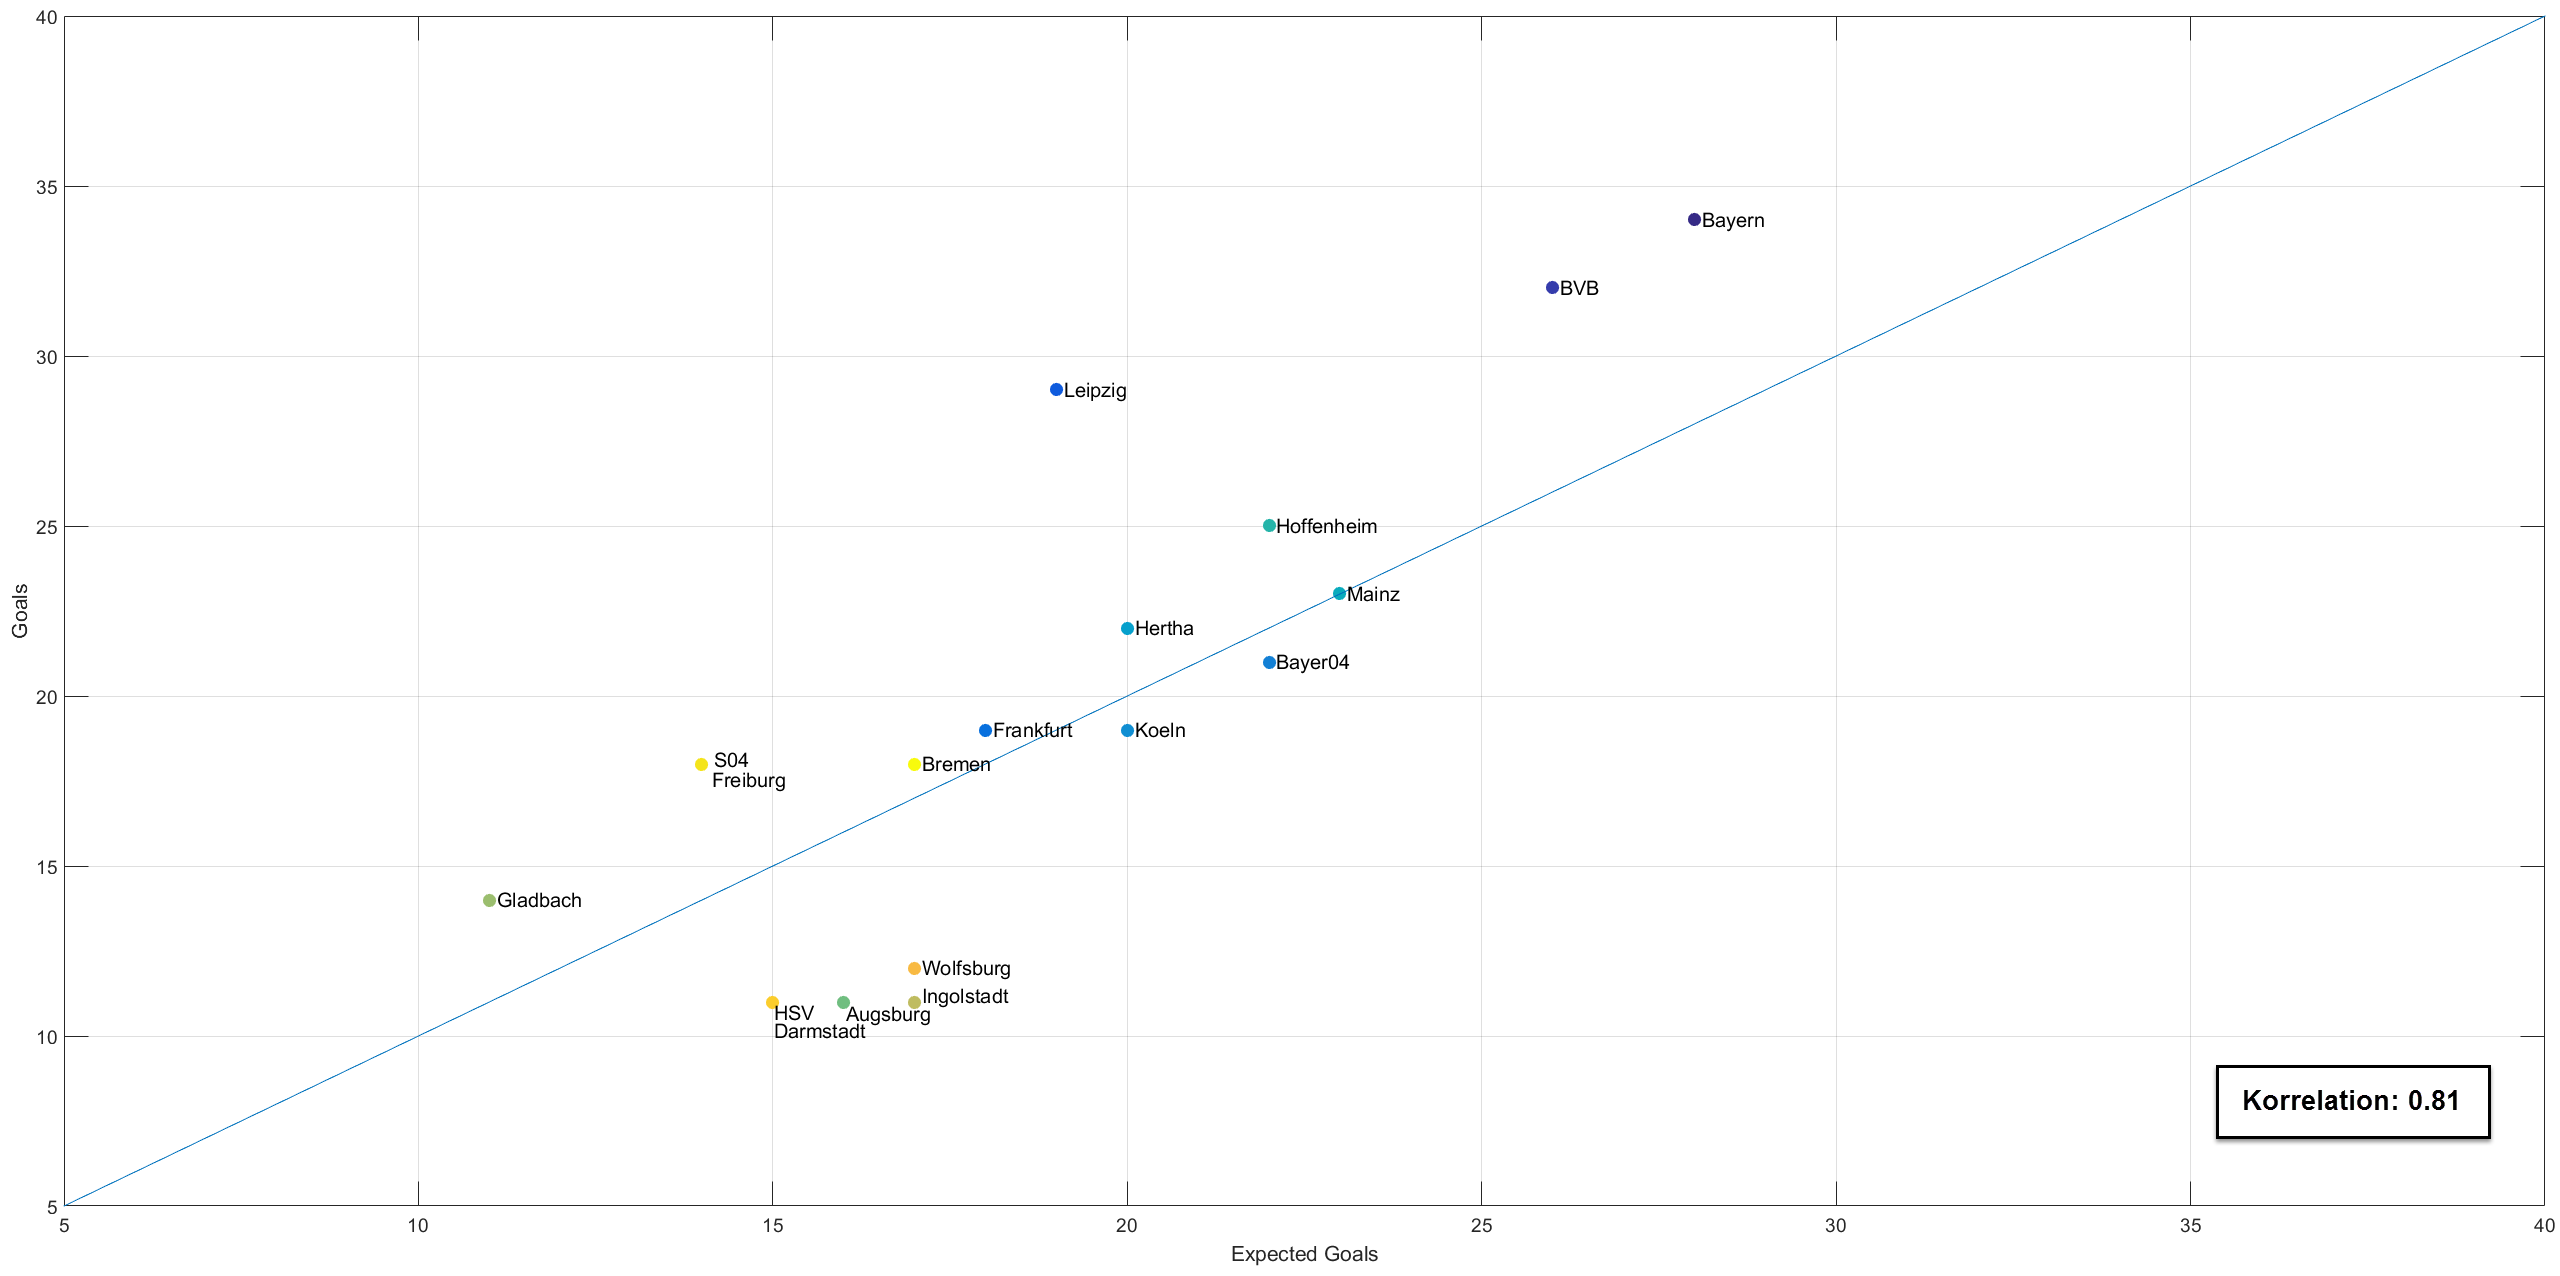 40
35
30
25
20
15
10
5
Goals
Bayern
BVB
Leipzig
Hoffenheim
Mainz
Hertha
Bayer04
Frankfurt
Koeln
S04
Bremen
Freiburg
Gladbach
Wolfsburg
Ingolstadt
HSV
Augsburg
Darmstadt
Korrelation: 0.81
5
10
15
20
25
30
35
40
Expected Goals